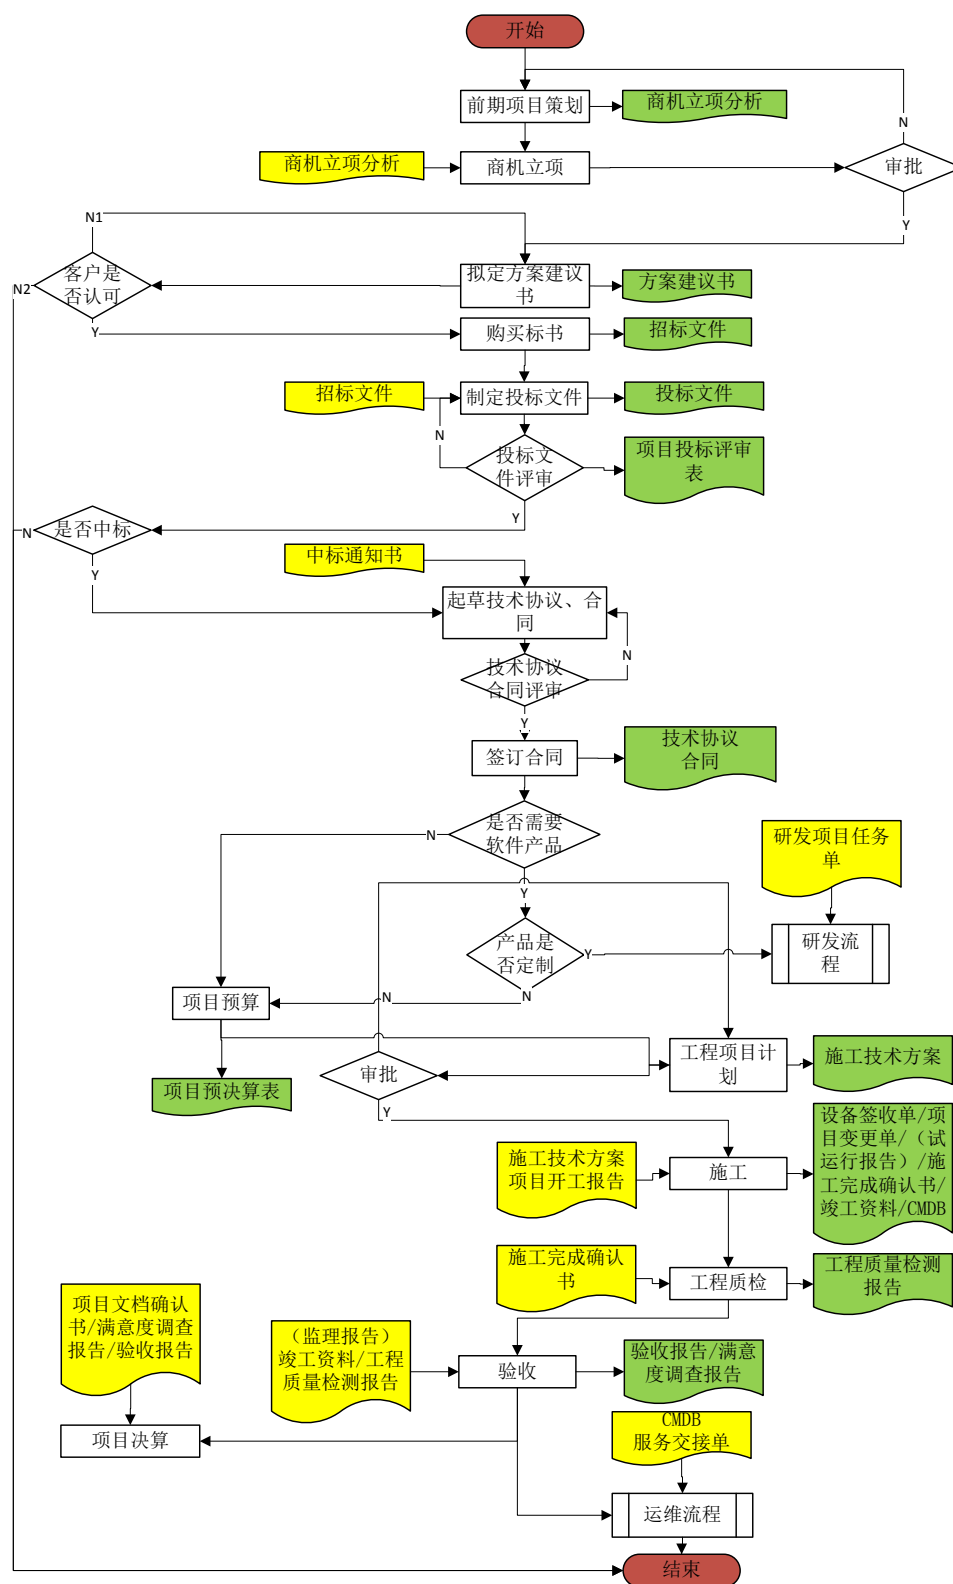 开始
前期项目策划
商机立项分析
N
商机立项分析
商机立项
审批
Y
N1
客户是
否认可
N2
拟定方案建议
书
方案建议书
Y
购买标书
招标文件
招标文件
制定投标文件
投标文件
N
投标文
件评审
项目投标评审
表
Y
N
是否中标
Y
中标通知书
起草技术协议、合
同
N
技术协议
合同评审
Y
签订合同
技术协议
合同
是否需要
软件产品
N
Y
研发项目任务
单
产品是
否定制
Y
研发流
程
N
N
项目预算
工程项目计
划
施工技术方案
审批
项目预决算表
Y
设备签收单/项
目变更单/（试
运行报告）/施
工完成确认书/
竣工资料/CMDB
施工技术方案
项目开工报告
施工
施工完成确认
书
工程质检
工程质量检测
报告
项目文档确认
书/满意度调查
报告/验收报告
（监理报告）
竣工资料/工程
质量检测报告
验收
验收报告/满意
度调查报告
项目决算
CMDB
服务交接单
运维流程
结束